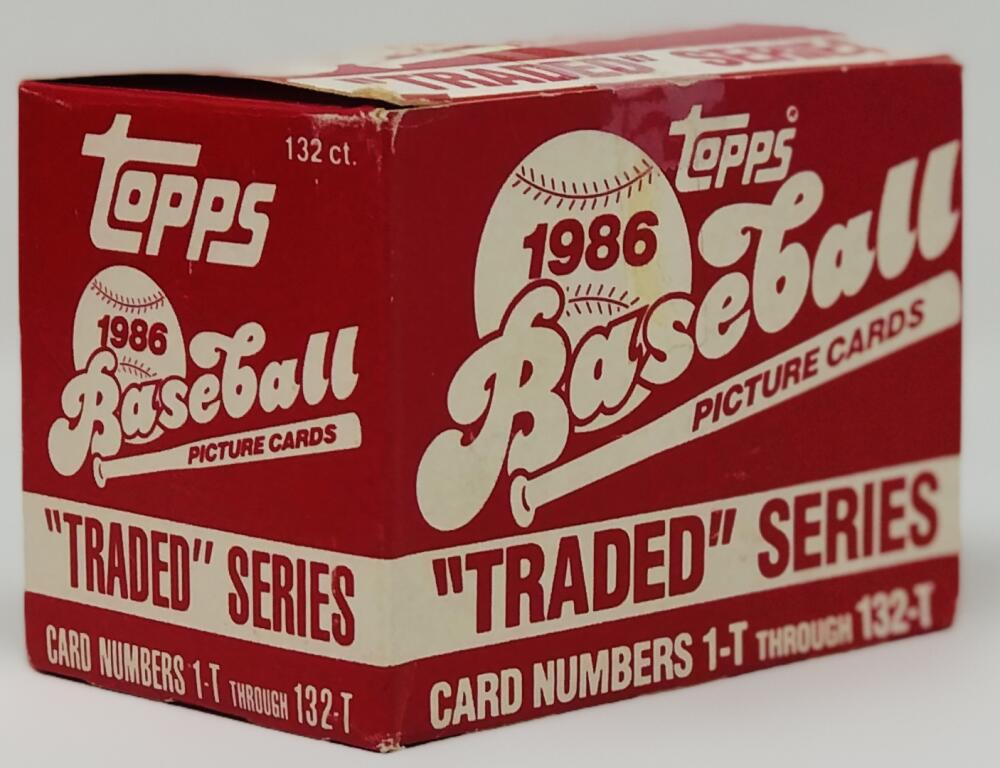 "TRADED" SERIES
TOPPS
132 ct.
1986
Baseball
PICTURE CARDS
"TRADED" SERIES
CARD NUMBERS 1-T THROUGH 132-T
TOPPS®
1986
Baseball
PICTURE CARDS
"TRADED" SERIES
CARD NUMBERS 1-T THROUGH 132-T